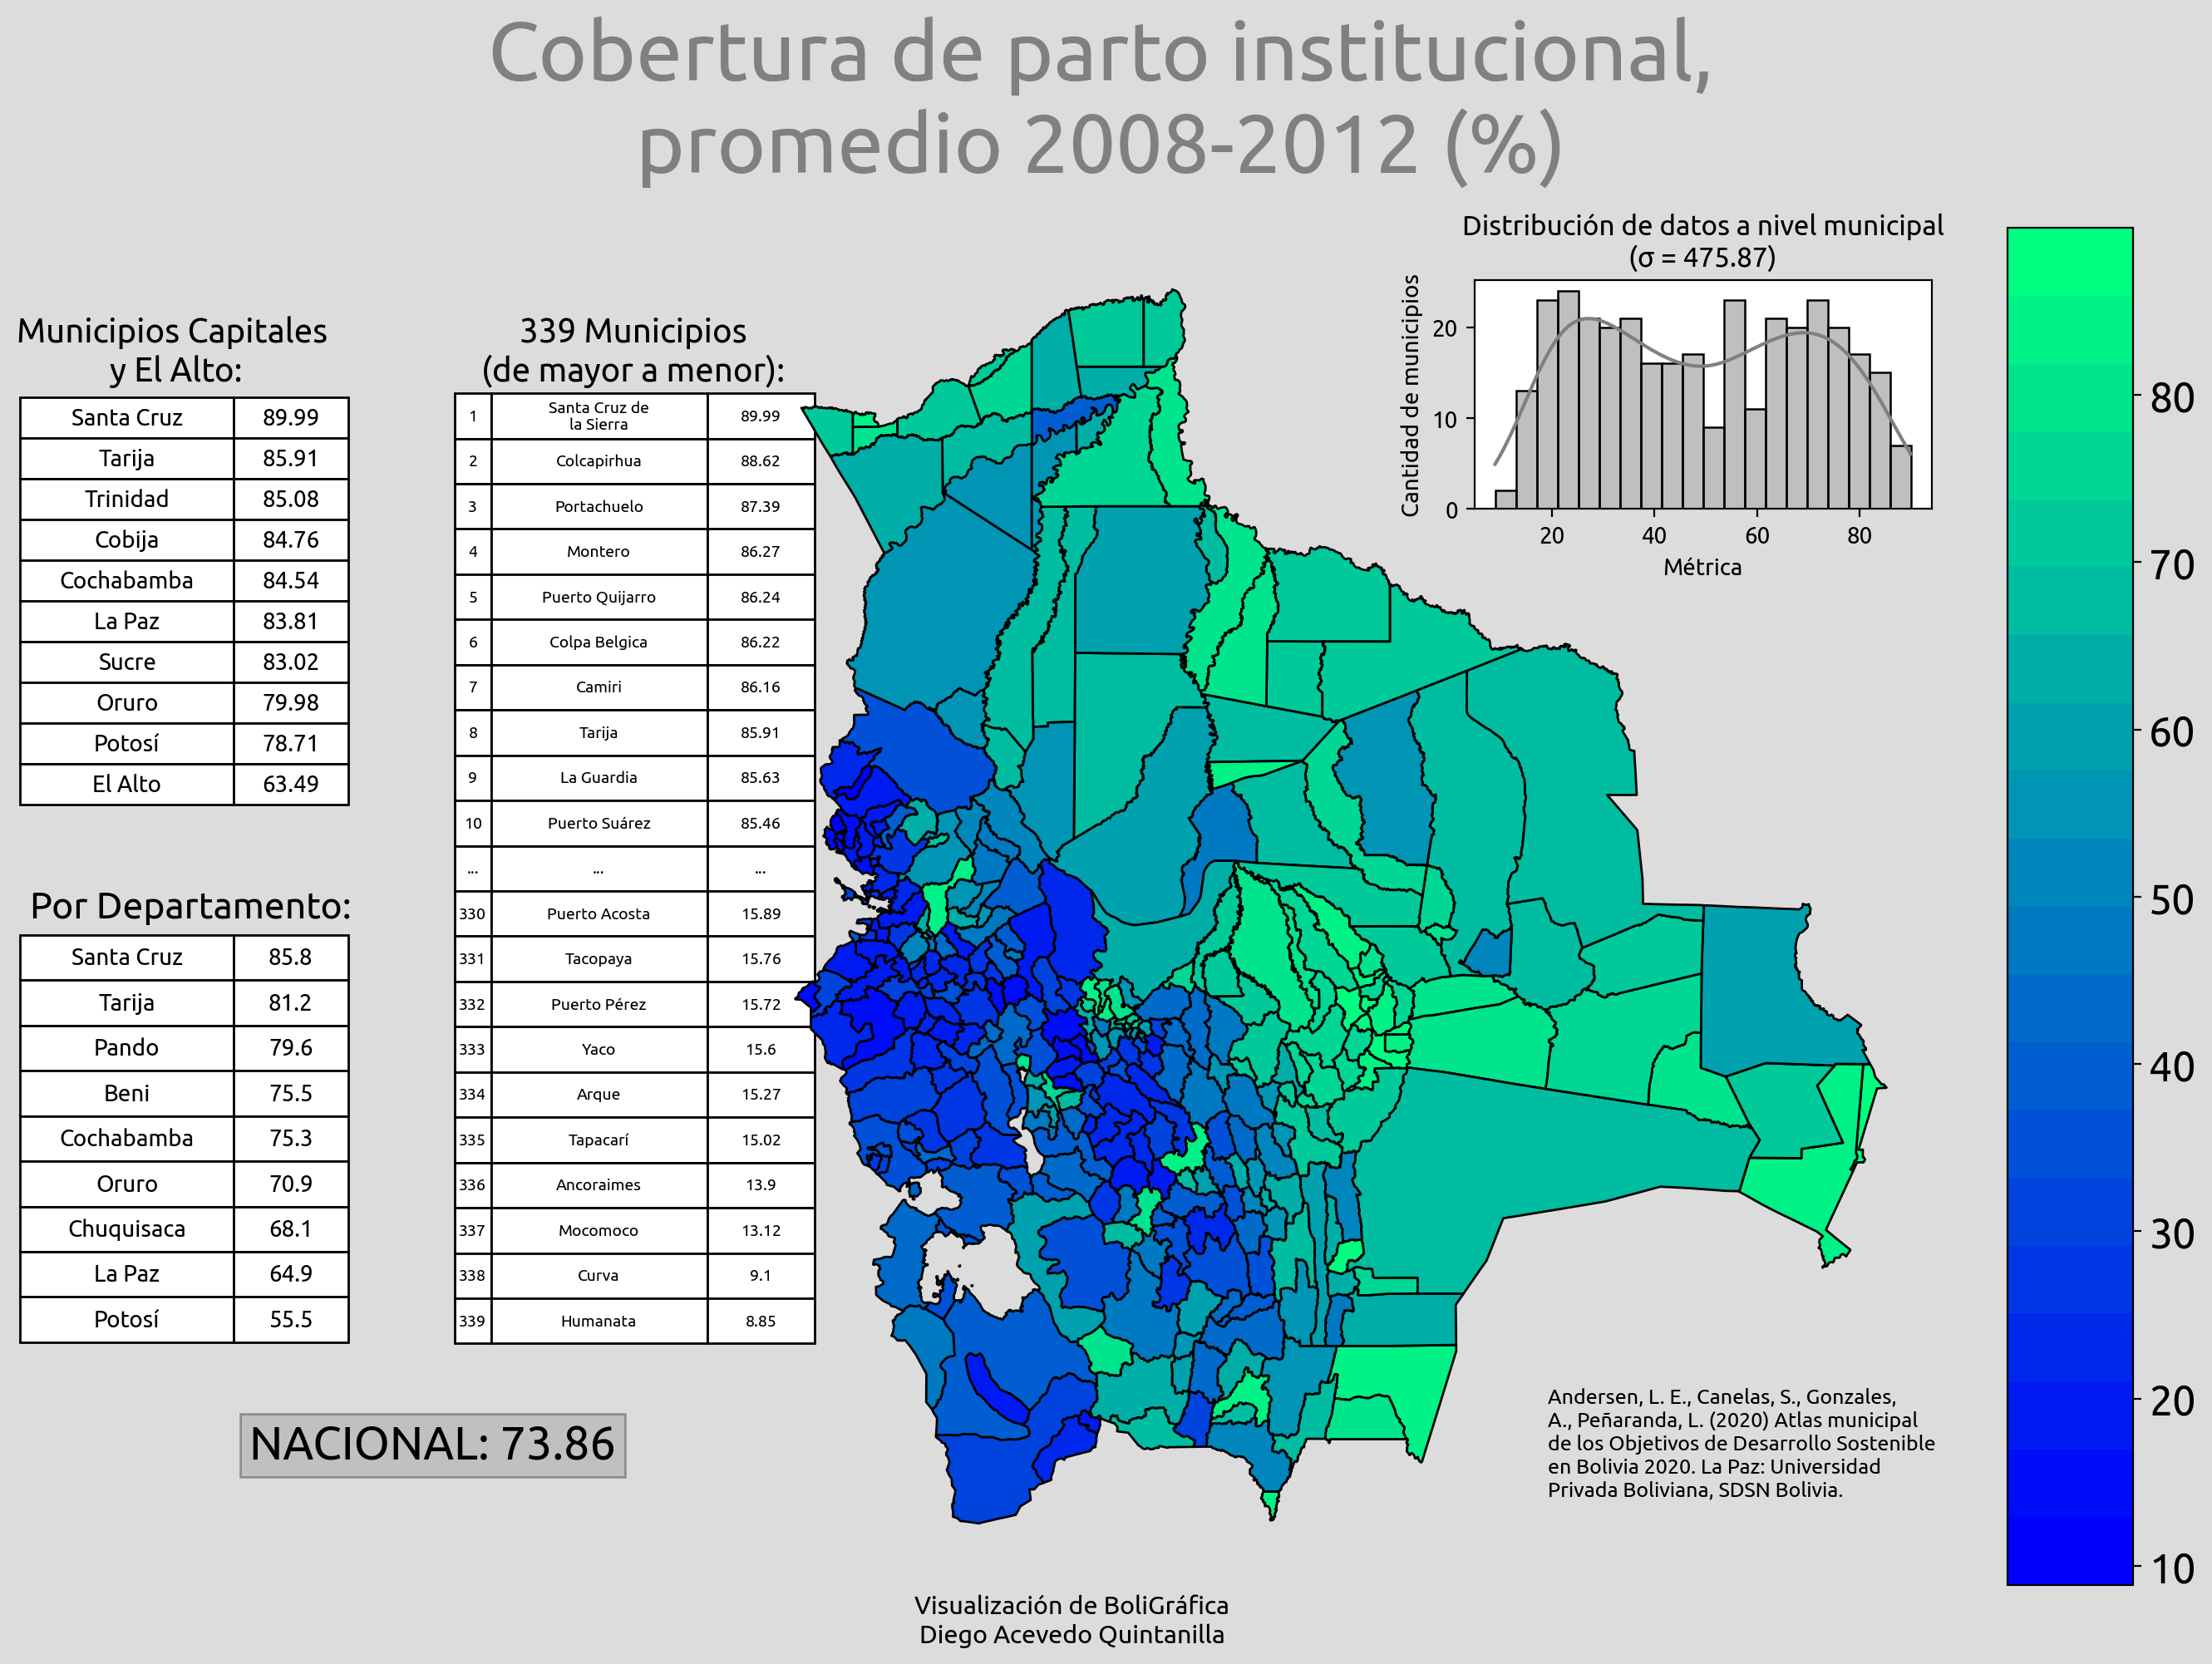 Cobertura de parto institucional,
promedio 2008-2012 (%)
Municipios Capitales
y El Alto:
Santa Cruz 89.99
Tarija 85.91
Trinidad 85.08
Cobija 84.76
Cochabamba 84.54
La Paz 83.81
Sucre 83.02
Oruro 79.98
Potosí 78.71
El Alto 63.49
Por Departamento:
Santa Cruz 85.8
Tarija 81.2
Pando 79.6
Beni 75.5
Cochabamba 75.3
Oruro 70.9
Chuquisaca 68.1
La Paz 64.9
Potosí 55.5
NACIONAL: 73.86
339 Municipios
(de mayor a menor):
1 Santa Cruz de
la Sierra 89.99
2 Colcapirhua 88.62
3 Portachuelo 87.39
4 Montero 86.27
5 Puerto Quijarro 86.24
6 Colpa Belgica 86.22
7 Camiri 86.16
8 Tarija 85.91
9 La Guardia 85.63
10 Puerto Suárez 85.46
... ... ...
330 Puerto Acosta 15.89
331 Tacopaya 15.76
332 Puerto Pérez 15.72
333 Yaco 15.6
334 Arque 15.27
335 Tapacarí 15.02
336 Ancoraimes 13.9
337 Mocomoco 13.12
338 Curva 9.1
339 Humanata 8.85
Distribución de datos a nivel municipal
(σ = 475.87)
Cantidad de municipios
20
10
0
20 40 60 80
Métrica
80
70
60
50
40
30
20
10
Andersen, L. E., Canelas, S., Gonzales,
A., Peñaranda, L. (2020) Atlas municipal
de los Objetivos de Desarrollo Sostenible
en Bolivia 2020. La Paz: Universidad
Privada Boliviana, SDSN Bolivia.
Visualización de BoliGráfica
Diego Acevedo Quintanilla